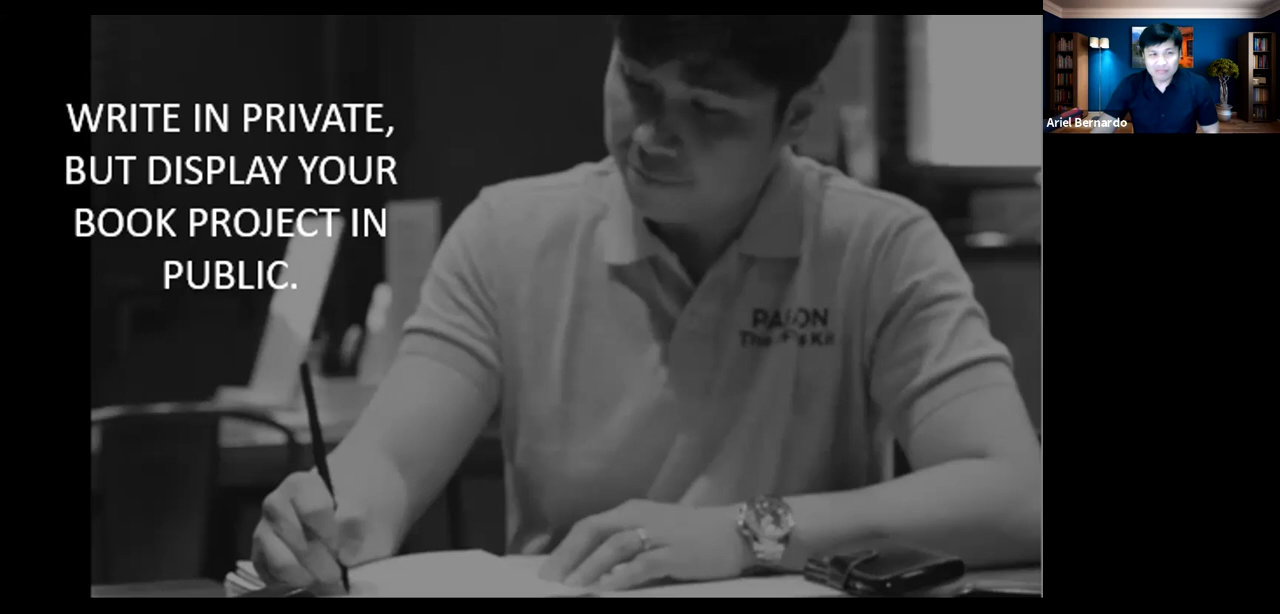 WRITE IN PRIVATE,
BUT DISPLAY YOUR
BOOK PROJECT IN
PUBLIC.
Ariel Bernardo